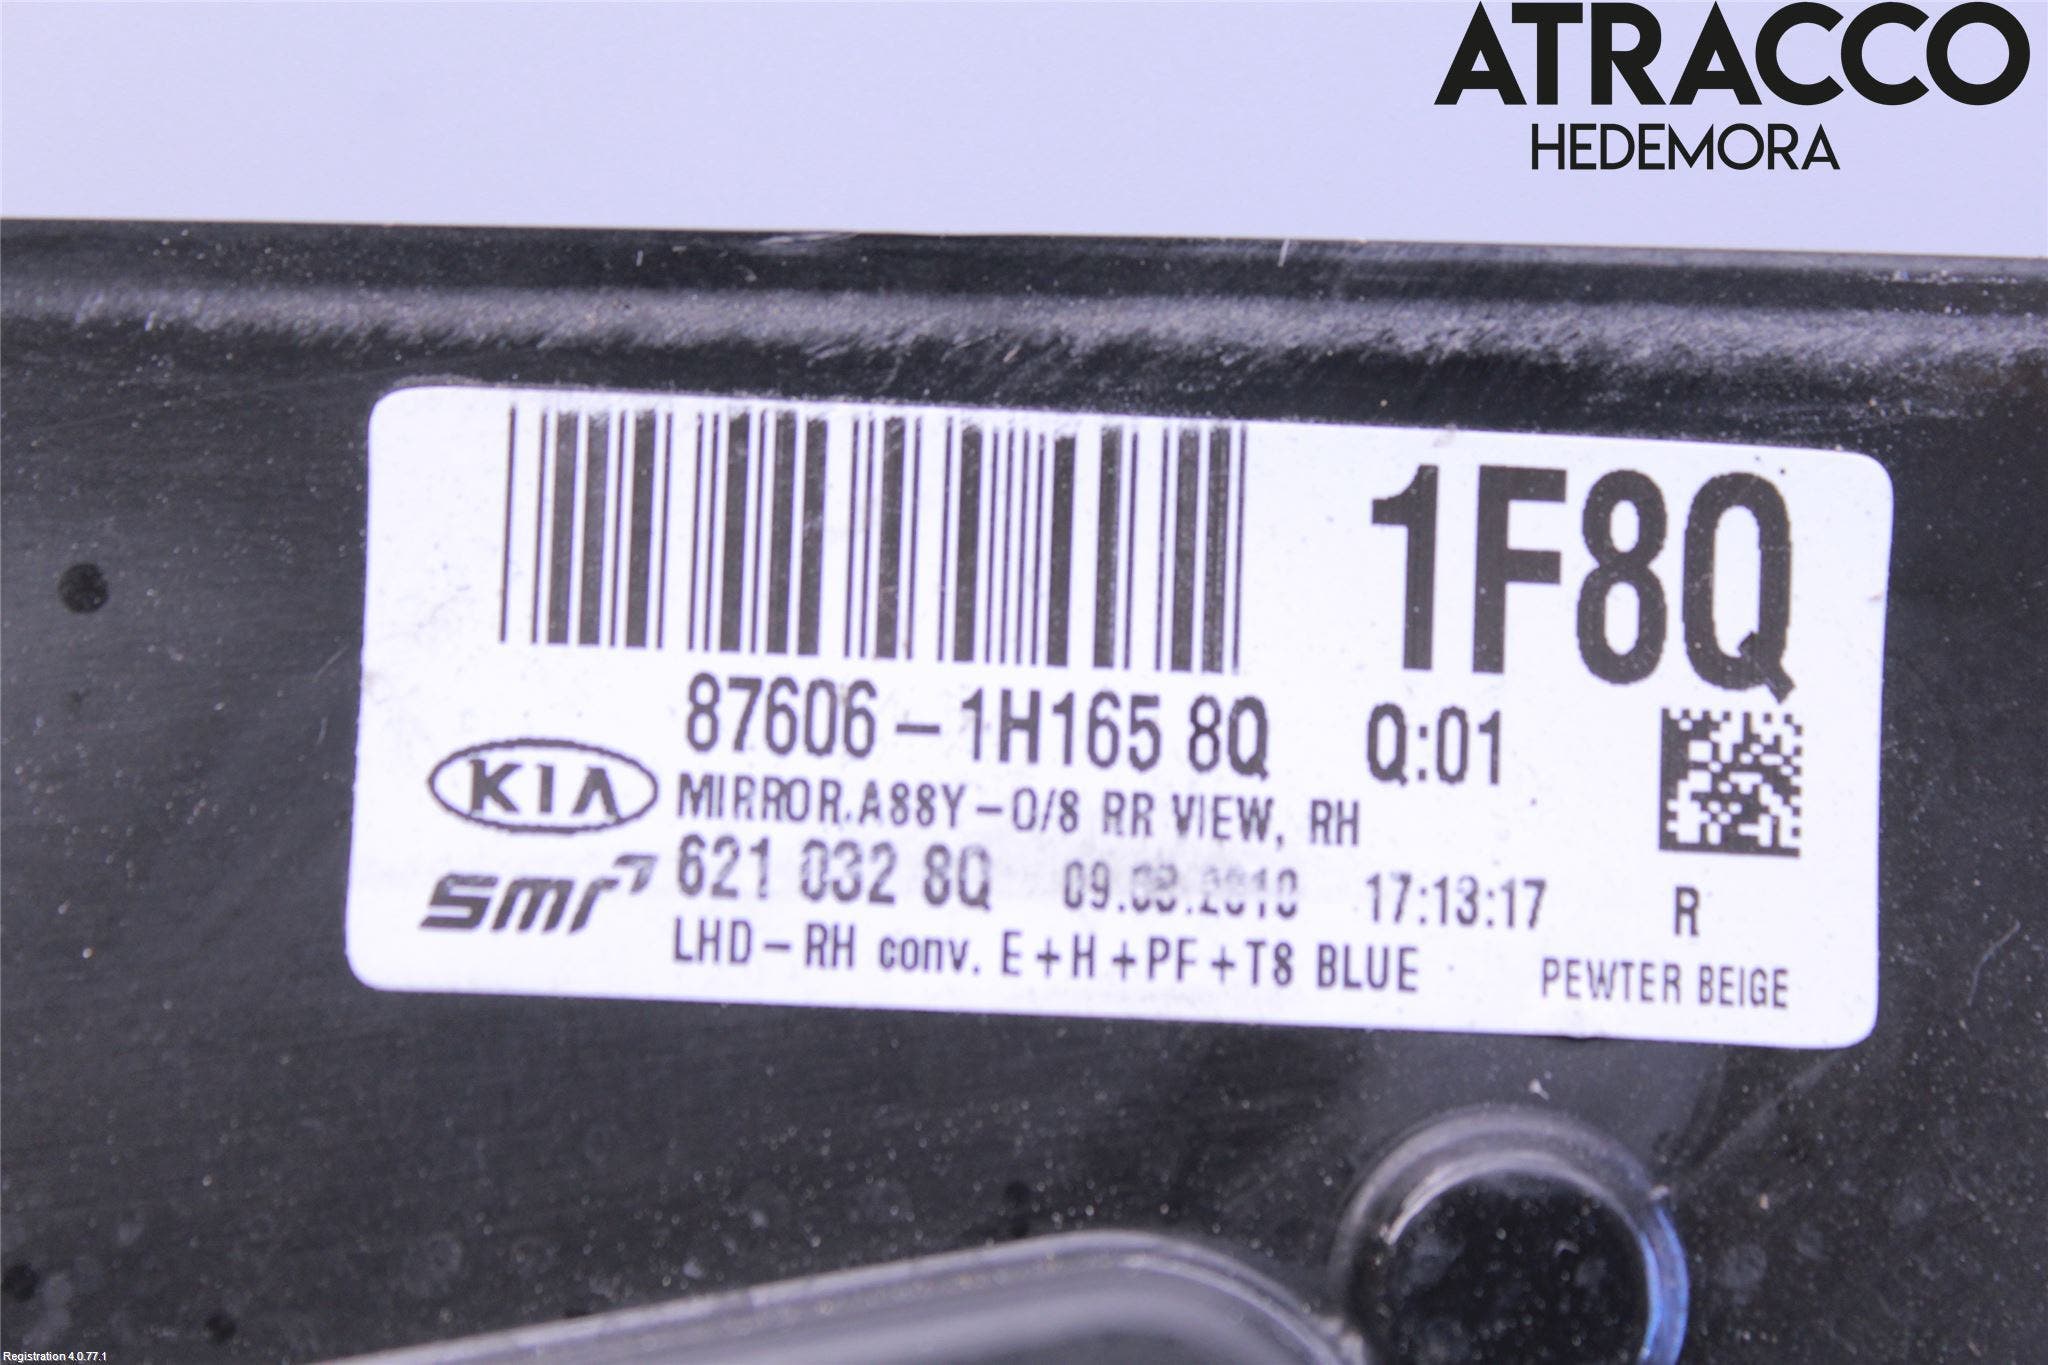 ATRACCO
HEDEMORA
1F8Q
87606-1H165 8Q Q:01
KIA
MIRROR.A88Y-0/8 RR VIEW, RH
smr 621 032 8Q 17:13:17 R
LHD-RH conv. E+H+PF+T8 BLUE PEWTER BEIGE
Registration 4.0.77.1